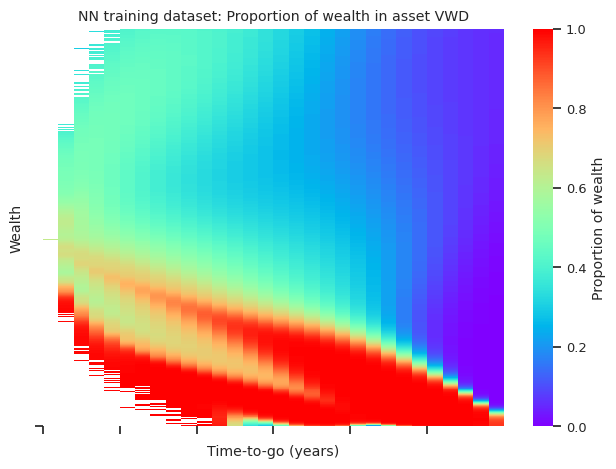 NN training dataset: Proportion of wealth in asset VWD
Wealth
Time-to-go (years)
1.0
0.8
0.6
0.4
0.2
0.0
Proportion of wealth